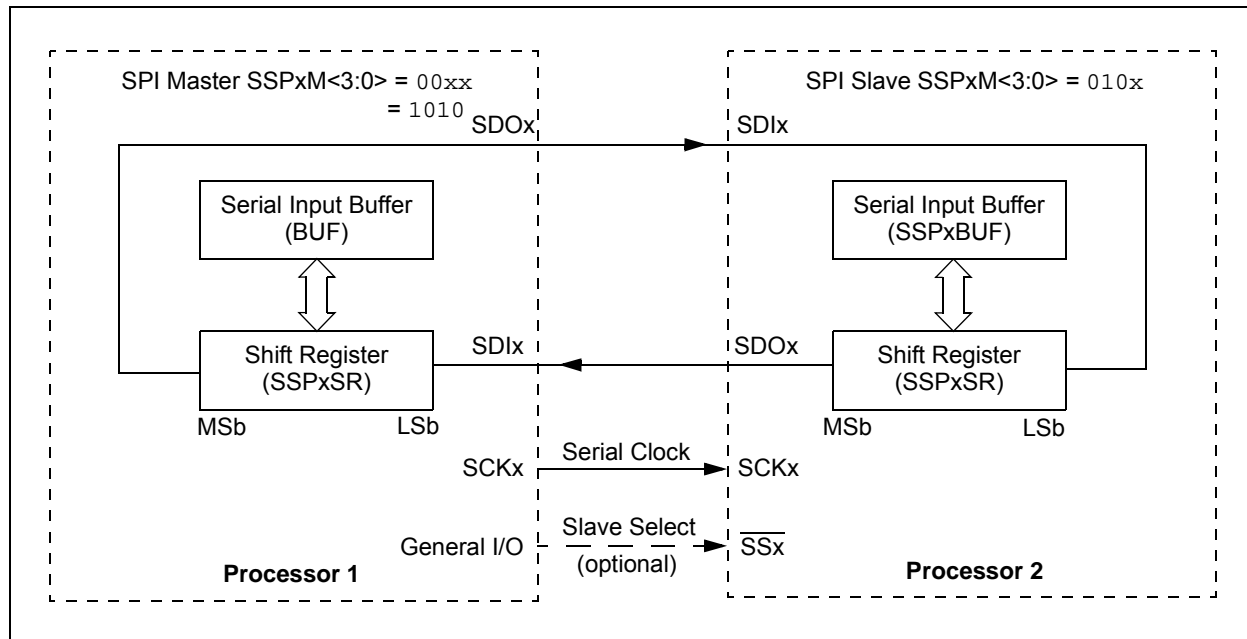 SPI Master SSPxM<3:0> = 00xx
= 1010
SDOx
Serial Input Buffer
(BUF)
Shift Register
(SSPxSR)
MSb
LSb
SDIx
SCKx
General I/O
Processor 1
Serial Clock
Slave Select
(optional)
SPI Slave SSPxM<3:0> = 010x
SDIx
Serial Input Buffer
(SSPxBUF)
SDOx
Shift Register
(SSPxSR)
MSb
LSb
SCKx
SSx
Processor 2